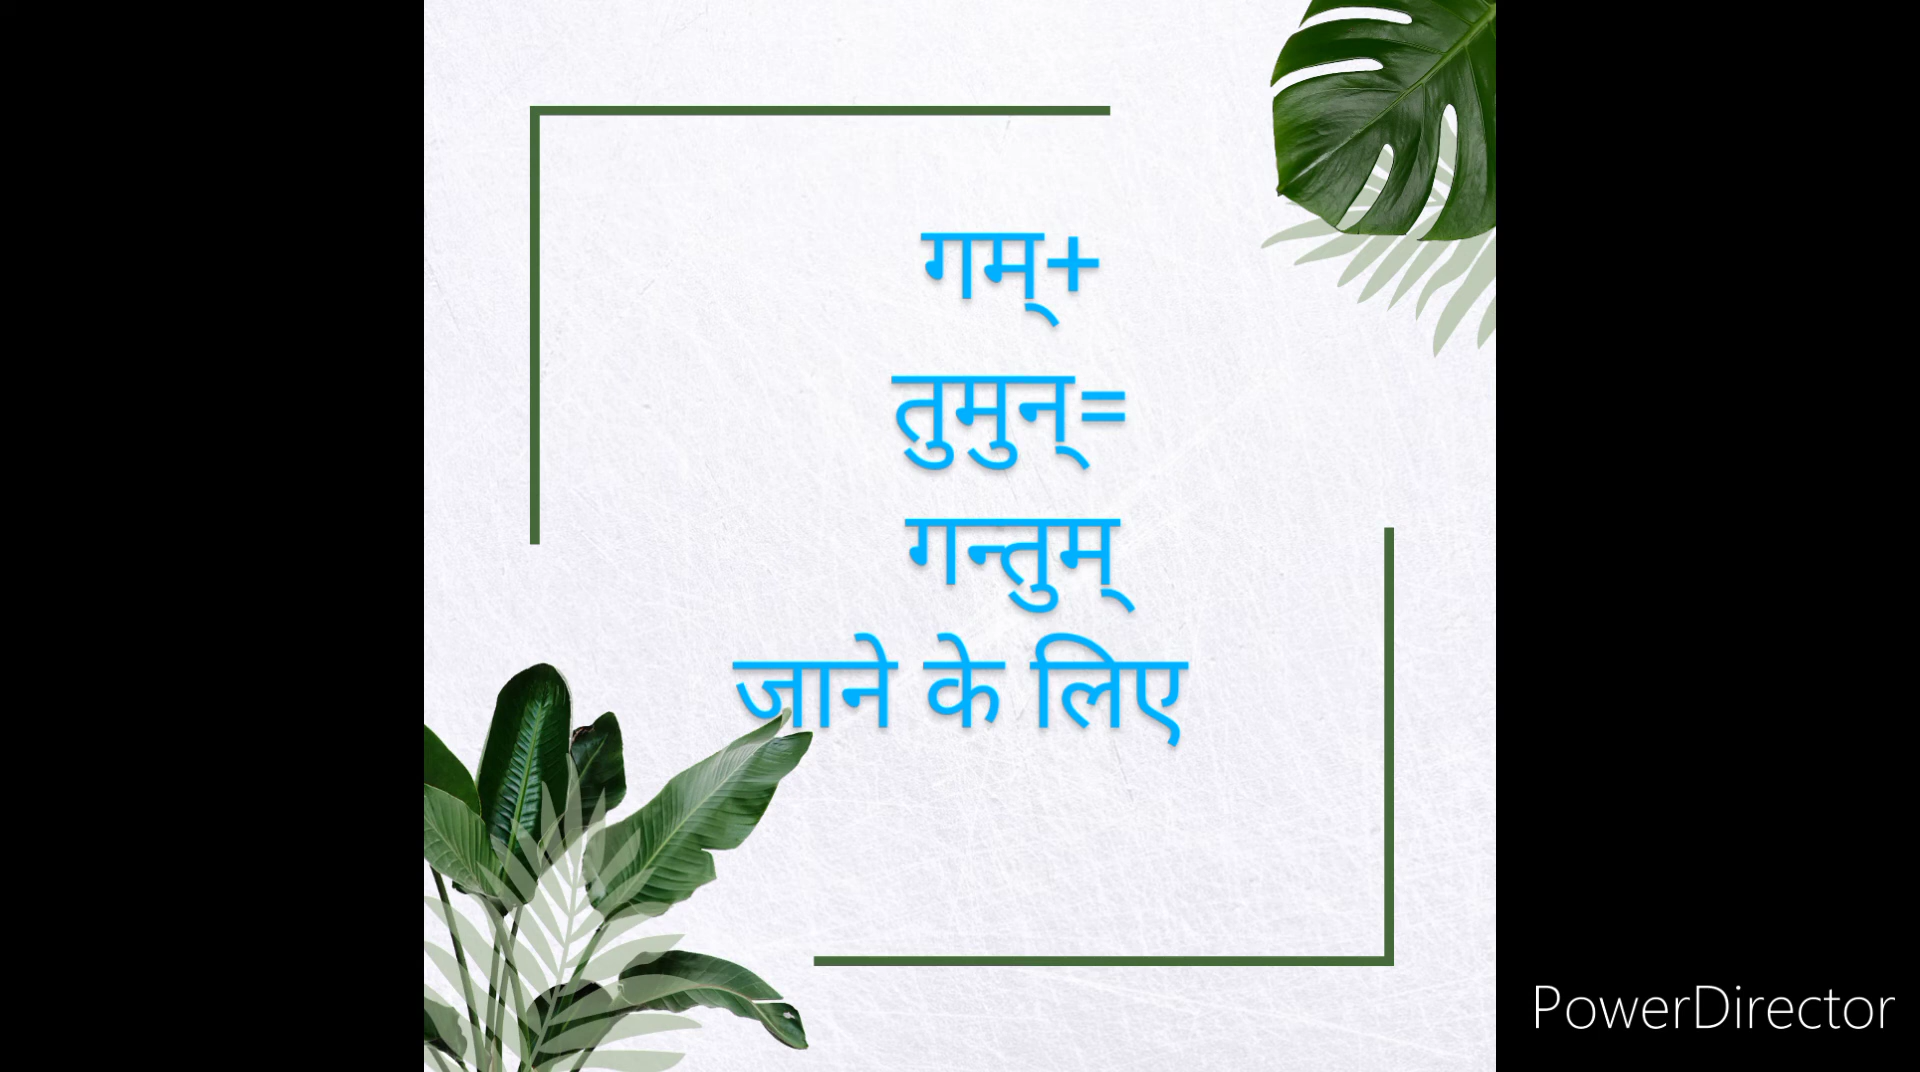 गम्+
तुमुन्=
गन्तुम्
जाने के लिए
PowerDirector